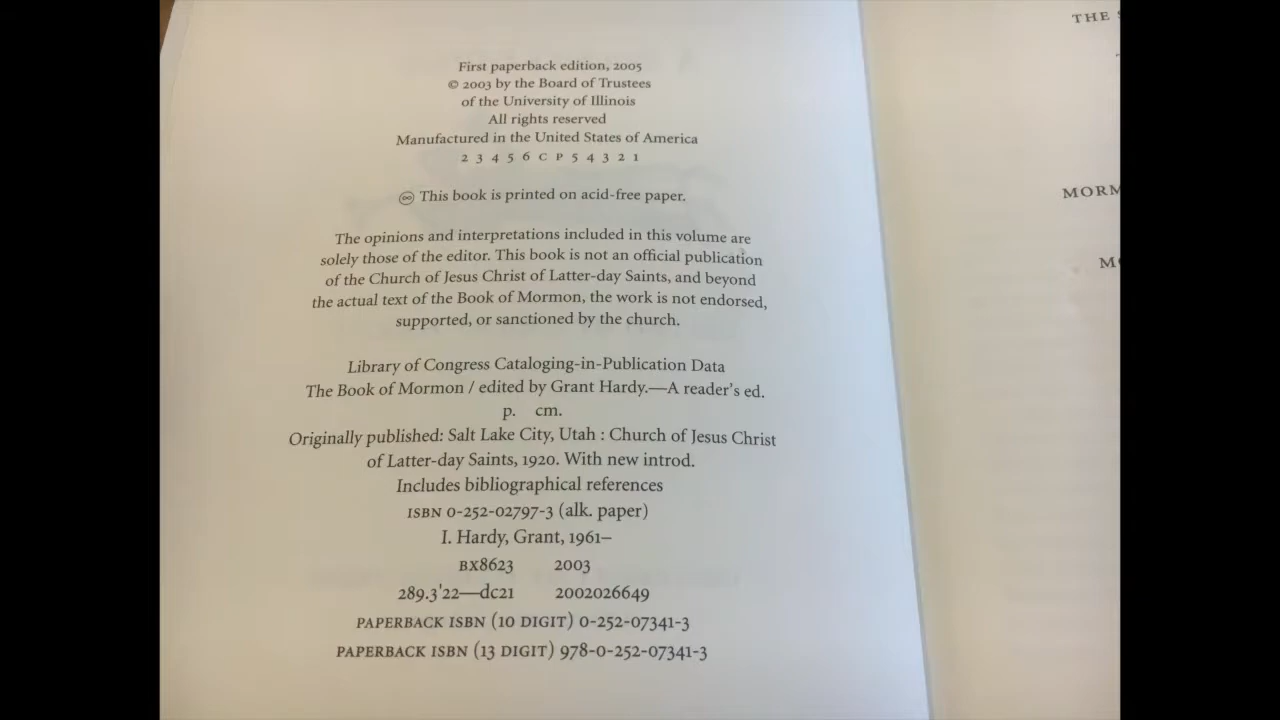 First paperback edition, 2005
© 2003 by the Board of Trustees
of the University of Illinois
All rights reserved
Manufactured in the United States of America
2 3 4 5 6 C P 5 4 3 2 1
♾ This book is printed on acid-free paper.
The opinions and interpretations included in this volume are
solely those of the editor. This book is not an official publication
of the Church of Jesus Christ of Latter-day Saints, and beyond
the actual text of the Book of Mormon, the work is not endorsed,
supported, or sanctioned by the church.
Library of Congress Cataloging-in-Publication Data
The Book of Mormon / edited by Grant Hardy.—A reader's ed.
p. cm.
Originally published: Salt Lake City, Utah : Church of Jesus Christ
of Latter-day Saints, 1920. With new introd.
Includes bibliographical references
ISBN 0-252-02797-3 (alk. paper)
I. Hardy, Grant, 1961–
BX8623 2003
289.3'22—dc21 2002026649
PAPERBACK ISBN (10 DIGIT) 0-252-07341-3
PAPERBACK ISBN (13 DIGIT) 978-0-252-07341-3
THE